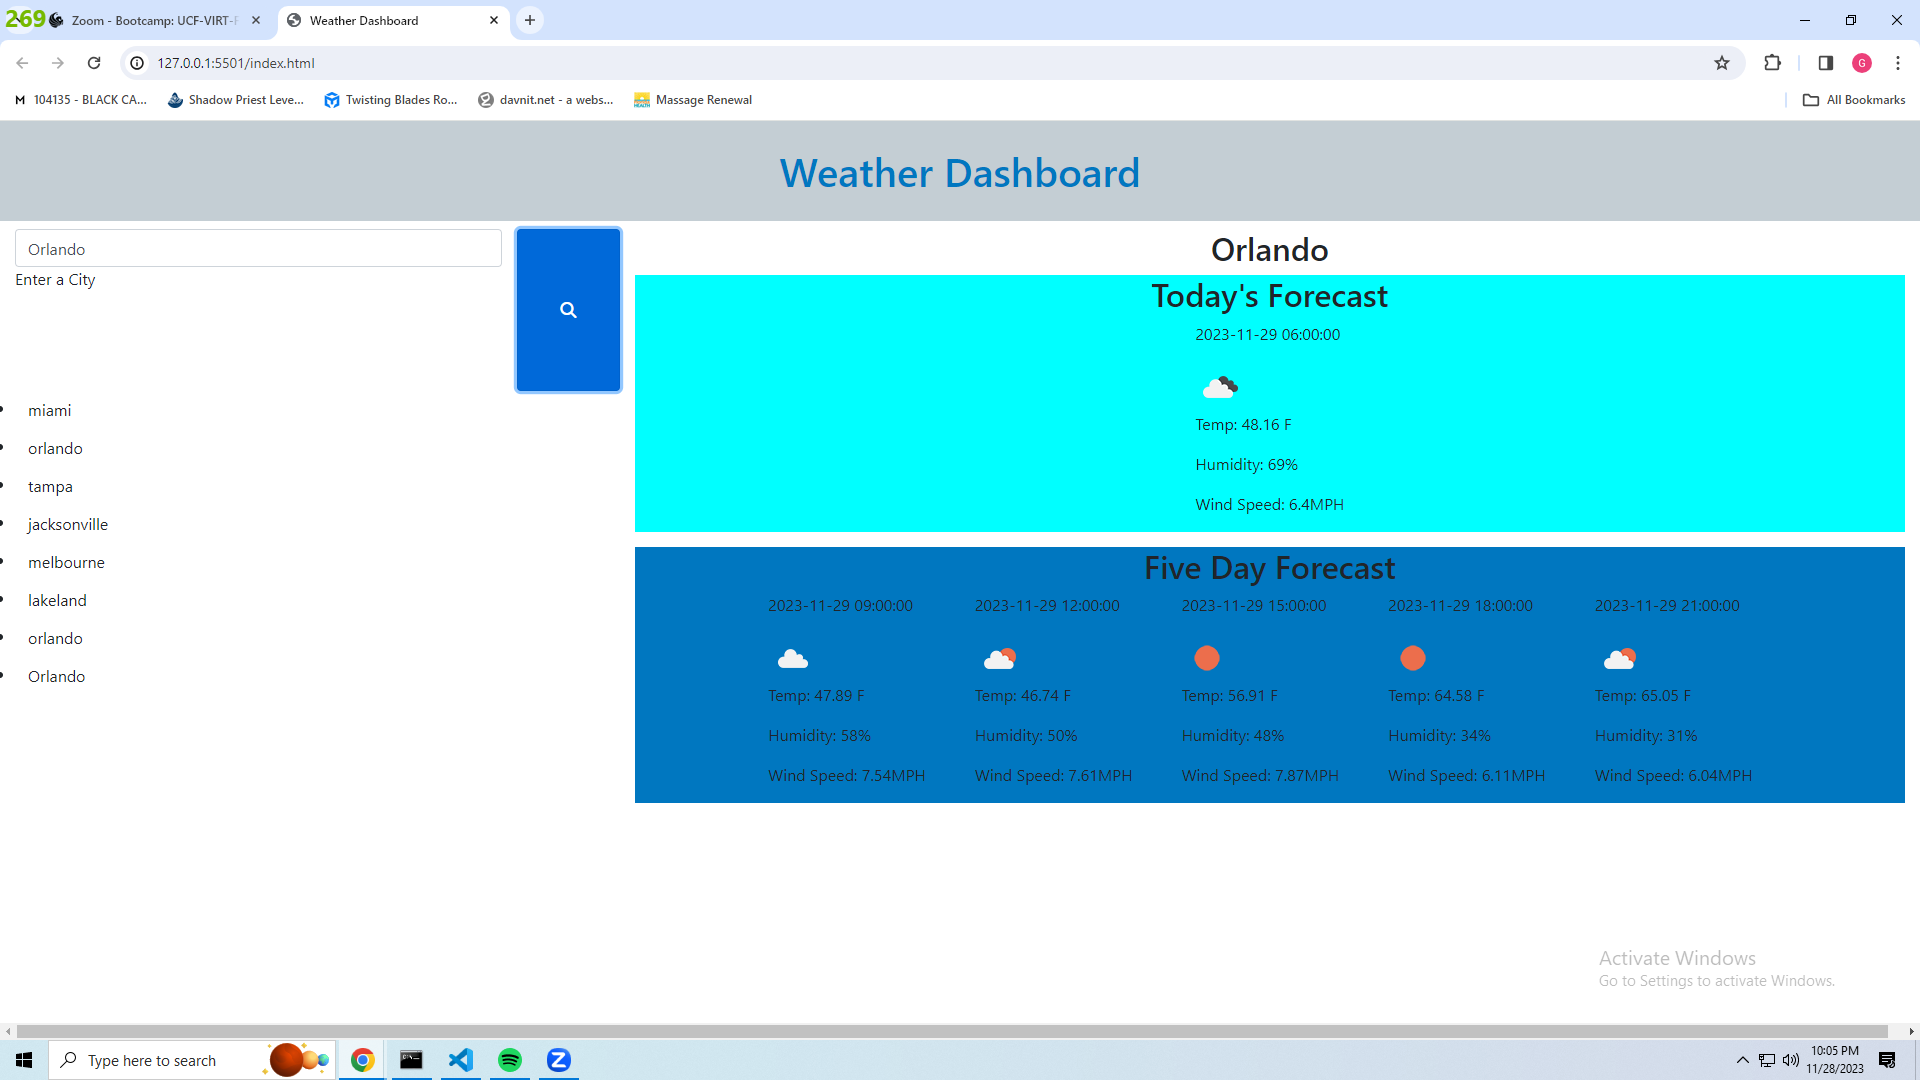 269
Zoom - Bootcamp: UCF-VIRT-F
Weather Dashboard
127.0.0.1:5501/index.html
G
104135 - BLACK CA...
Shadow Priest Leve...
Twisting Blades Ro...
davnit.net - a webs...
Massage Renewal
All Bookmarks
Weather Dashboard
Orlando
Enter a City
miami
orlando
tampa
jacksonville
melbourne
lakeland
orlando
Orlando
Orlando
Today's Forecast
2023-11-29 06:00:00
Temp: 48.16 F
Humidity: 69%
Wind Speed: 6.4MPH
Five Day Forecast
2023-11-29 09:00:00
Temp: 47.89 F
Humidity: 58%
Wind Speed: 7.54MPH
2023-11-29 12:00:00
Temp: 46.74 F
Humidity: 50%
Wind Speed: 7.61MPH
2023-11-29 15:00:00
Temp: 56.91 F
Humidity: 48%
Wind Speed: 7.87MPH
2023-11-29 18:00:00
Temp: 64.58 F
Humidity: 34%
Wind Speed: 6.11MPH
2023-11-29 21:00:00
Temp: 65.05 F
Humidity: 31%
Wind Speed: 6.04MPH
Activate Windows
Go to Settings to activate Windows.
Type here to search
10:05 PM
11/28/2023